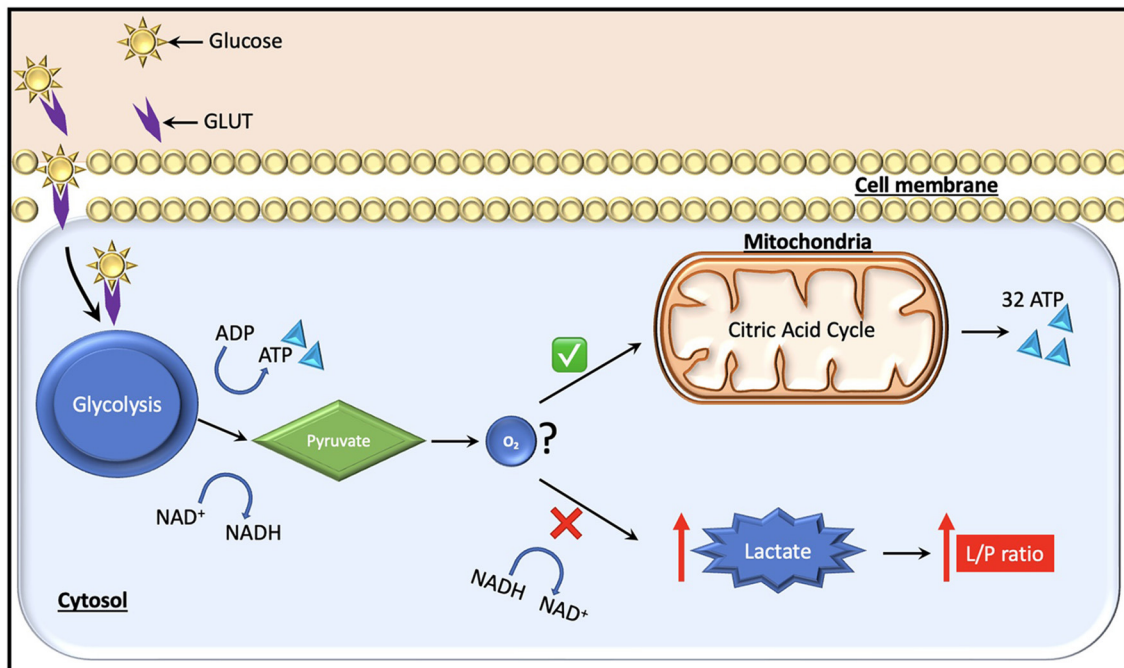 Glucose
GLUT
Cell membrane
Mitochondria
Citric Acid Cycle
32 ATP
ADP
ATP
Glycolysis
Pyruvate
O₂
?
NAD⁺
NADH
NADH
NAD⁺
Lactate
L/P ratio
Cytosol